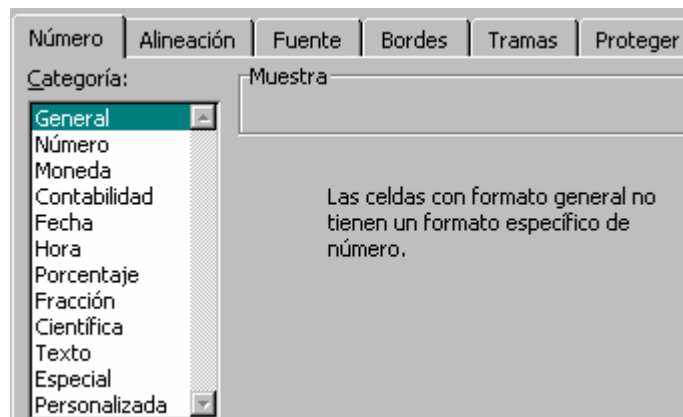 Número Alineación Fuente Bordes Tramas Proteger
Categoría:
Muestra
General
Número
Moneda
Contabilidad
Fecha
Hora
Porcentaje
Fracción
Científica
Texto
Especial
Personalizada
Las celdas con formato general no
tienen un formato específico de
número.